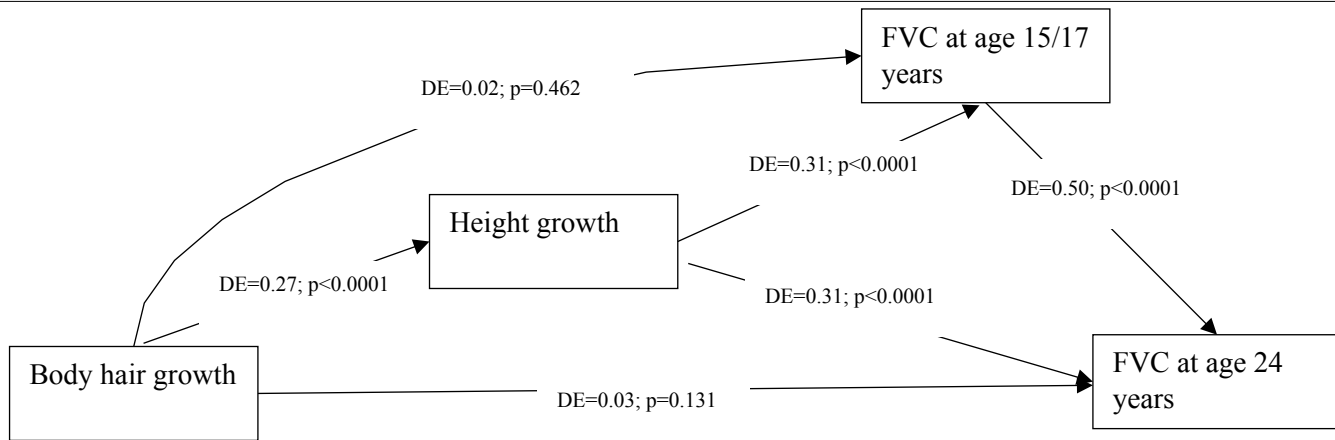 FVC at age 15/17
years
DE=0.02; p=0.462
DE=0.31; p<0.0001
DE=0.50; p<0.0001
Height growth
DE=0.27; p<0.0001
DE=0.31; p<0.0001
Body hair growth
FVC at age 24
years
DE=0.03; p=0.131